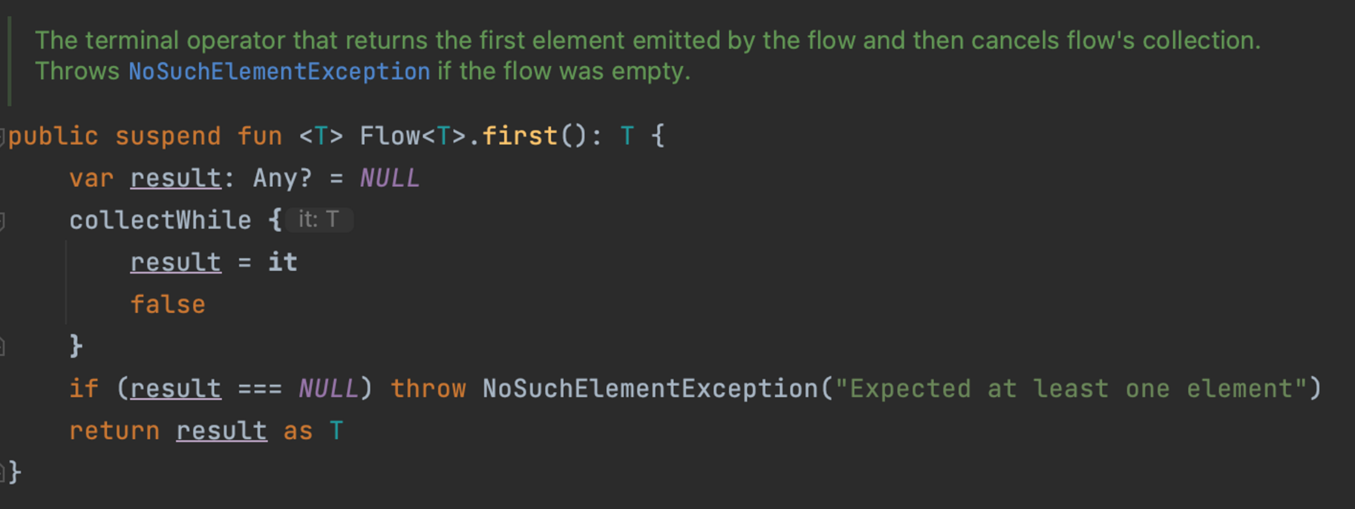 The terminal operator that returns the first element emitted by the flow and then cancels flow's collection.
Throws NoSuchElementException if the flow was empty.
public suspend fun <T> Flow<T>.first(): T {
    var result: Any? = NULL
    collectWhile { it: T
        result = it
        false
    }
    if (result === NULL) throw NoSuchElementException("Expected at least one element")
    return result as T
}